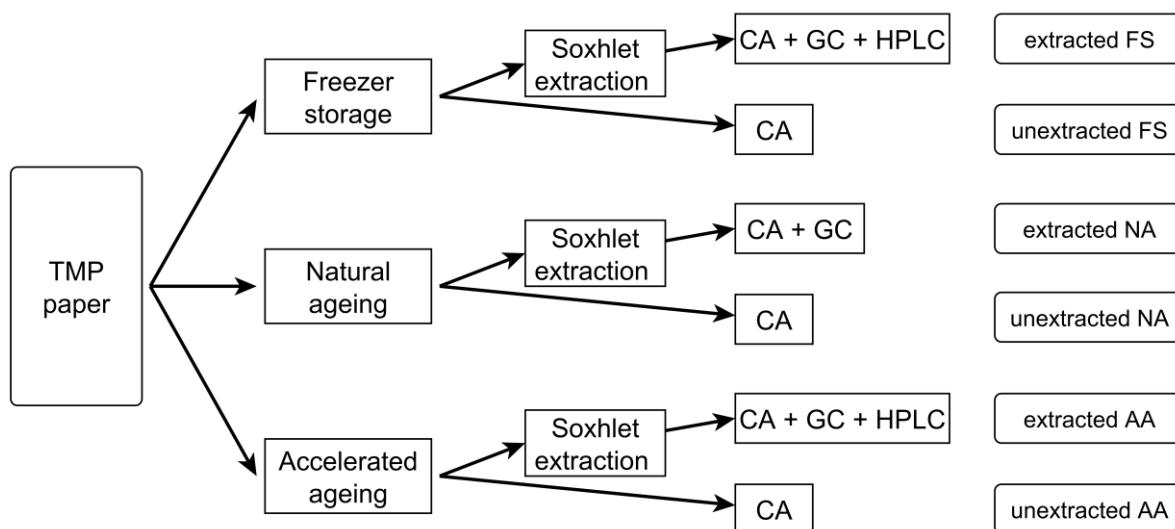 TMP
paper
Freezer
storage
Soxhlet
extraction
CA + GC + HPLC
extracted FS
CA
unextracted FS
Natural
ageing
Soxhlet
extraction
CA + GC
extracted NA
CA
unextracted NA
Accelerated
ageing
Soxhlet
extraction
CA + GC + HPLC
extracted AA
CA
unextracted AA